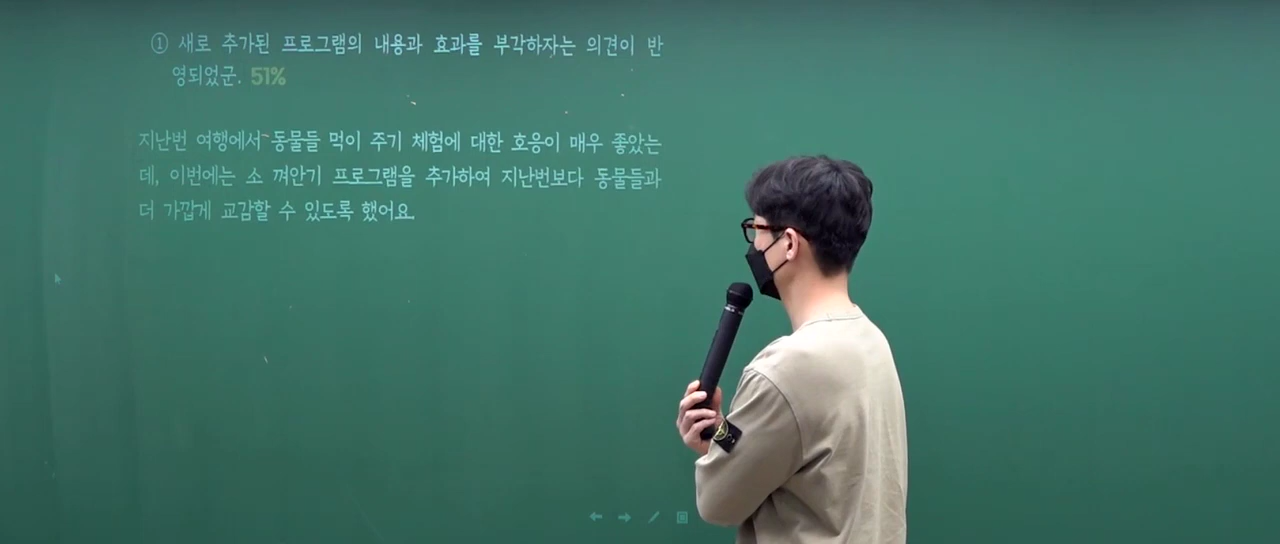 ① 새로 추가된 프로그램의 내용과 효과를 부각하자는 의견이 반
영되었군. 51%
지난번 여행에서 동물들 먹이 주기 체험에 대한 호응이 매우 좋았는
데, 이번에는 소 껴안기 프로그램을 추가하여 지난번보다 동물들과
더 가깝게 교감할 수 있도록 했어요.